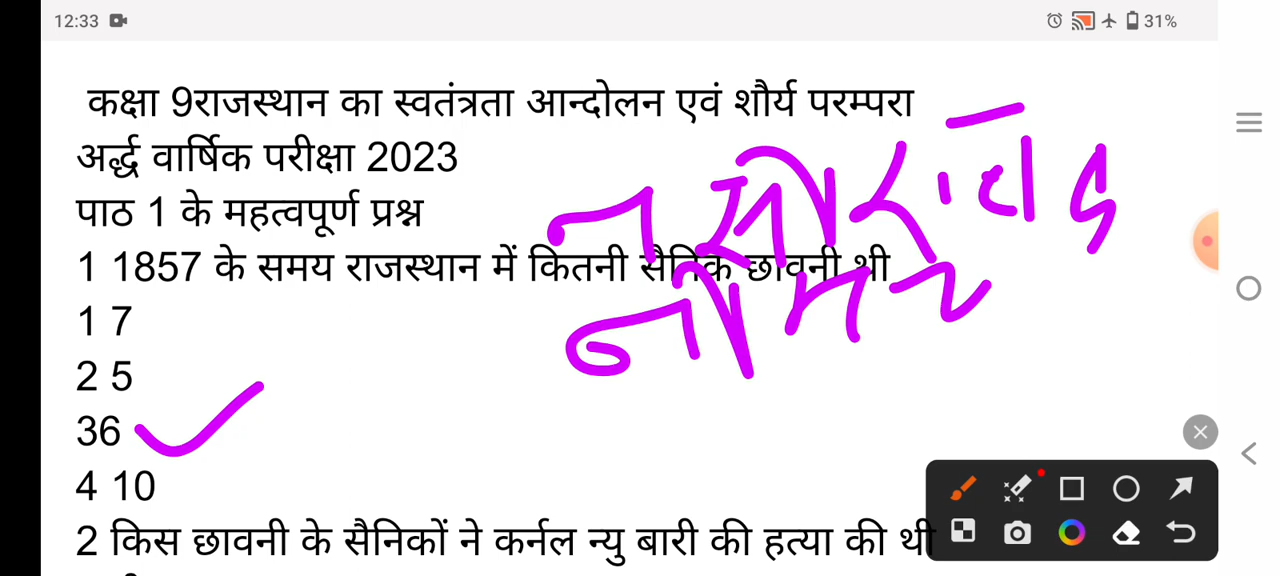 12:33
31%
कक्षा 9राजस्थान का स्वतंत्रता आन्दोलन एवं शौर्य परम्परा
अर्द्ध वार्षिक परीक्षा 2023
पाठ 1 के महत्वपूर्ण प्रश्न
नसीराबाद
1 1857 के समय राजस्थान में कितनी सैनिक छावनी थी
नीमच
1 7
2 5
36
4 10
2 किस छावनी के सैनिकों ने कर्नल न्यु बारी की हत्या की थी